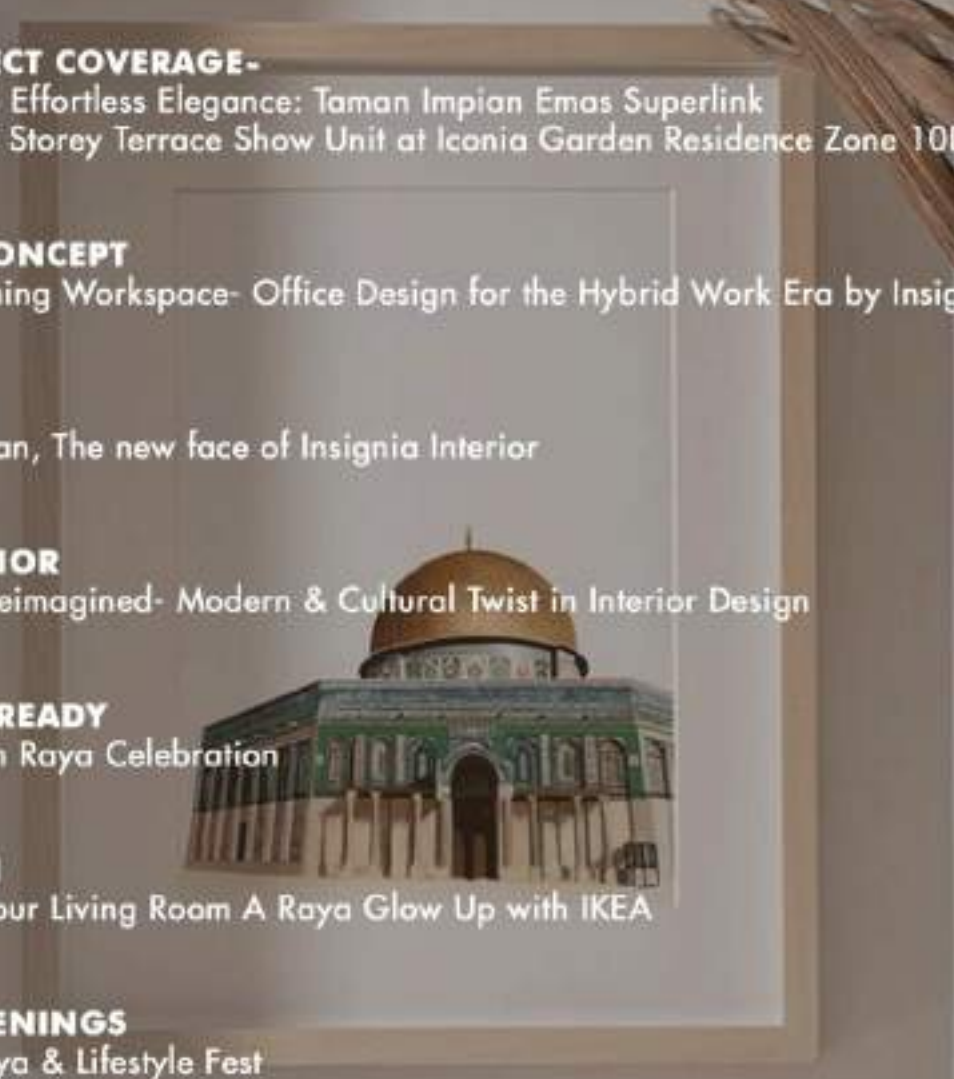 ECT COVERAGE-
Effortless Elegance: Taman Impian Emas Superlink
Storey Terrace Show Unit at Iconia Garden Residence Zone 10
ONCEPT
ning Workspace- Office Design for the Hybrid Work Era by Insig
an, The new face of Insignia Interior
IOR
eimagined- Modern & Cultural Twist in Interior Design
READY
n Raya Celebration
our Living Room A Raya Glow Up with IKEA
ENINGS
ya & Lifestyle Fest